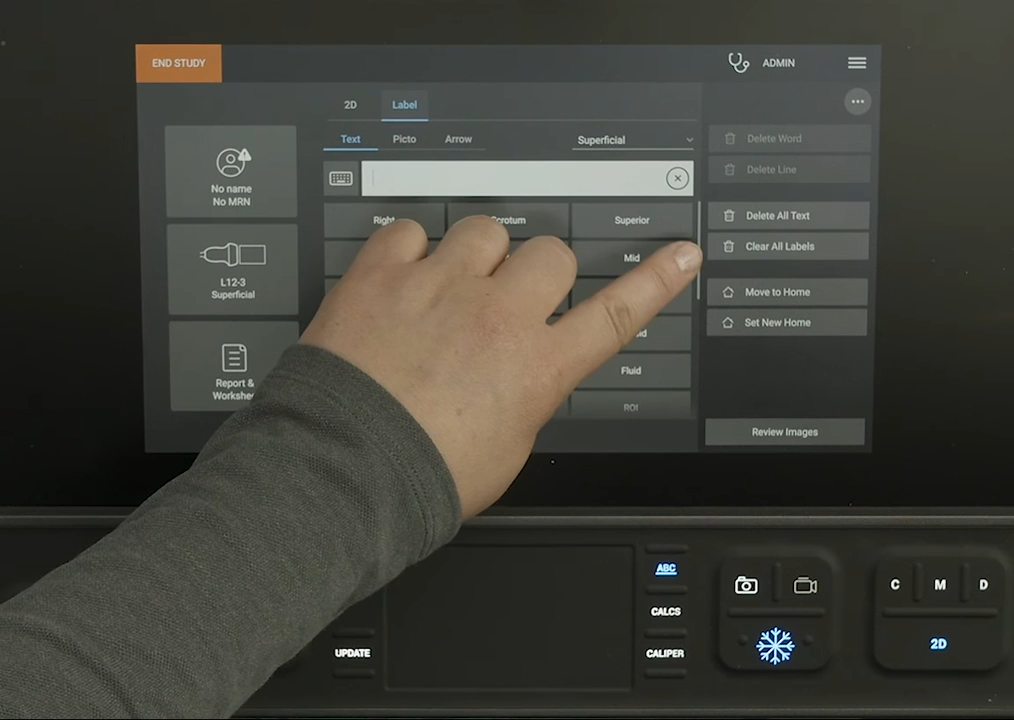 END STUDY
ADMIN
2D Label
Text Picto Arrow Superficial
Delete Word
Delete Line
No name
No MRN
Right Superior
Delete All Text
Mid
Clear All Labels
L12-3
Superficial
Move to Home
Set New Home
Fluid
Report &
ROI
Review Images
ABC
CALCS
C M D
UPDATE CALIPER
2D